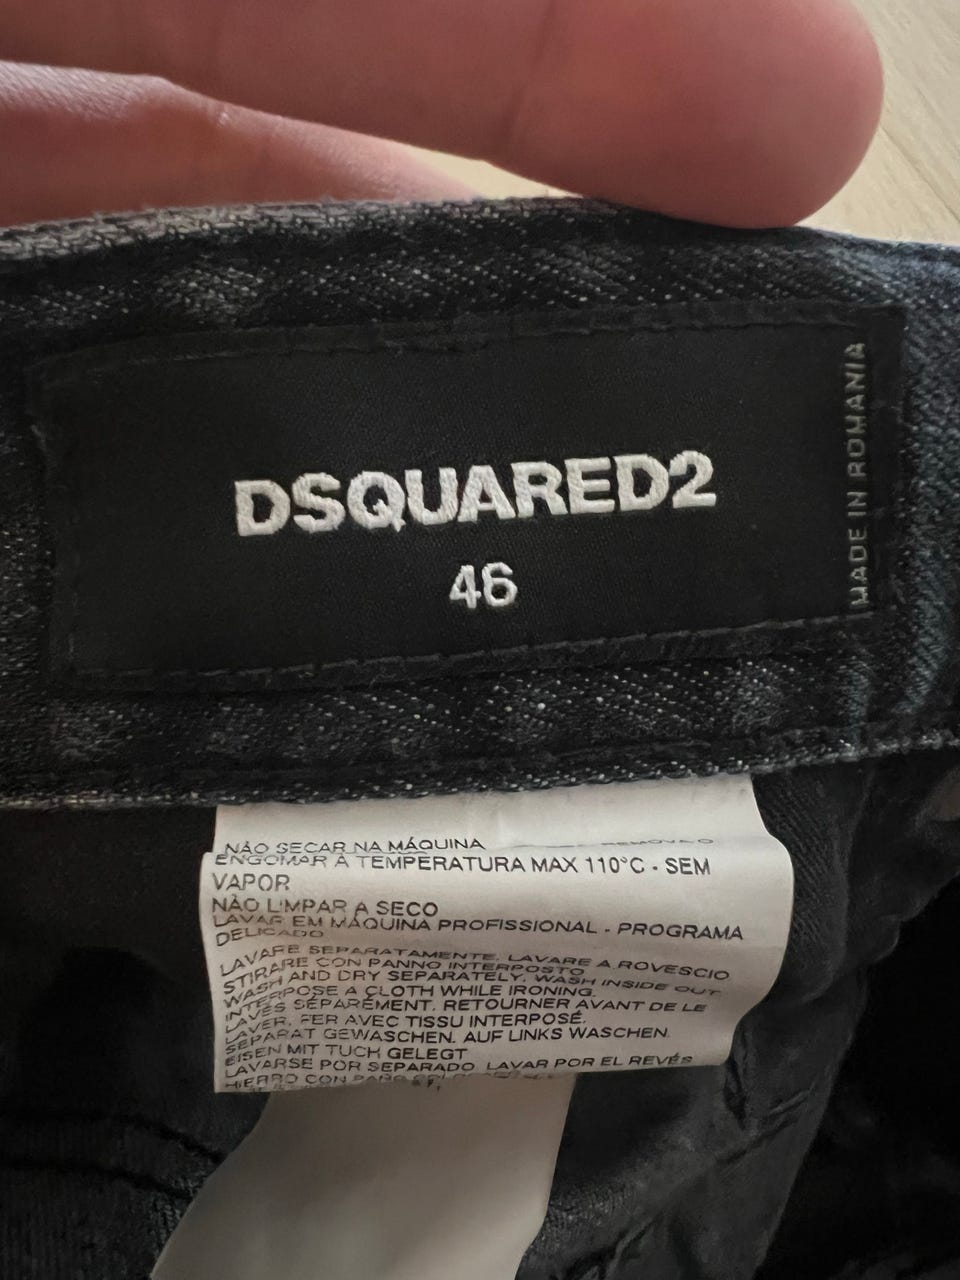 DSQUARED2
46
MADE IN ROMANIA
NÃO SECAR NA MÁQUINA
ENGOMAR À TEMPERATURA MAX 110°C - SEM
VAPOR
NÃO LIMPAR A SECO
LAVAR EM MÁQUINA PROFISSIONAL - PROGRAMA
DELICADO
LAVARE SEPARATAMENTE, LAVARE A ROVESCIO
STIRARE CON PANNO INTERPOSTO
WASH AND DRY SEPARATELY, WASH INSIDE OUT
INTERPOSE A CLOTH WHILE IRONING.
LAVÉS SÉPARÉMENT, RETOURNER AVANT DE LE
LAVER, FER AVEC TISSU INTERPOSÉ.
SEPARAT GEWASCHEN. AUF LINKS WASCHEN.
EISEN MIT TUCH GELEGT
LAVARSE POR SEPARADO, LAVAR POR EL REVÉS
HIERRO CON